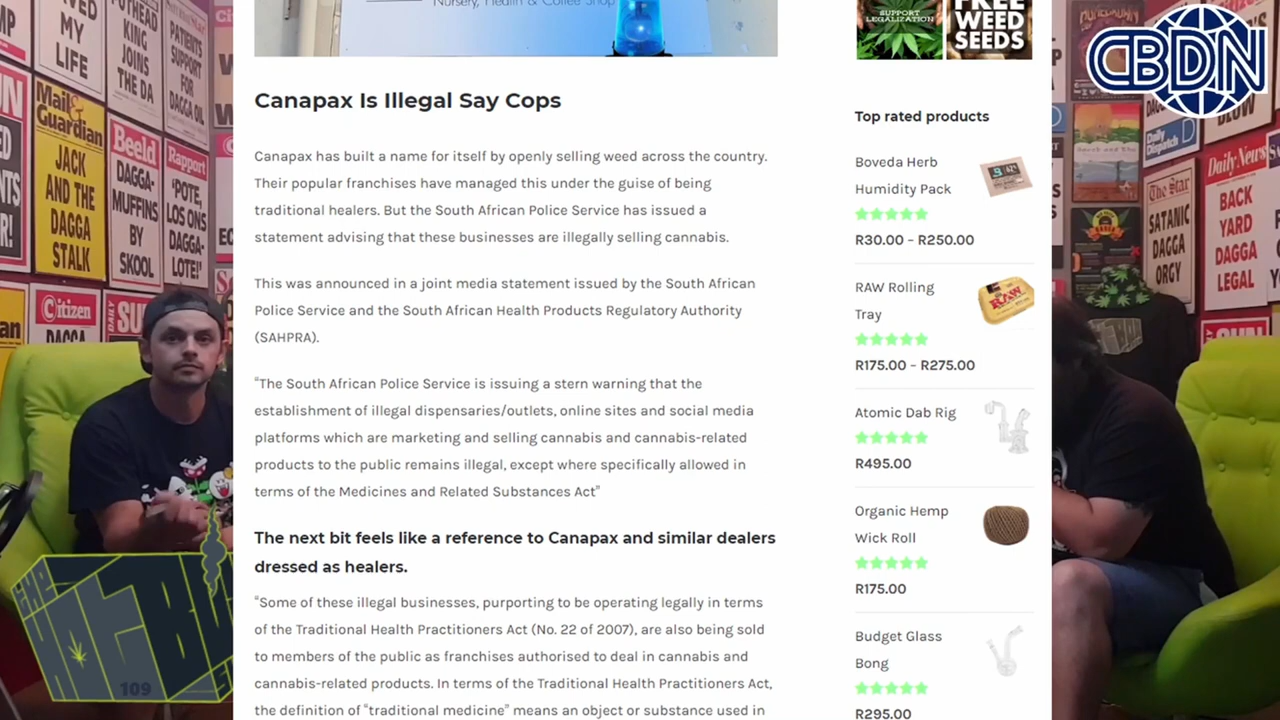 Nursery, Health & Coffee Shop
SUPPORT
LEGALIZATION
FREE
WEED
SEEDS
CBDN
Canapax Is Illegal Say Cops
Canapax has built a name for itself by openly selling weed across the country.
Their popular franchises have managed this under the guise of being
traditional healers. But the South African Police Service has issued a
statement advising that these businesses are illegally selling cannabis.
This was announced in a joint media statement issued by the South African
Police Service and the South African Health Products Regulatory Authority
(SAHPRA).
“The South African Police Service is issuing a stern warning that the
establishment of illegal dispensaries/outlets, online sites and social media
platforms which are marketing and selling cannabis and cannabis-related
products to the public remains illegal, except where specifically allowed in
terms of the Medicines and Related Substances Act”
The next bit feels like a reference to Canapax and similar dealers
dressed as healers.
“Some of these illegal businesses, purporting to be operating legally in terms
of the Traditional Health Practitioners Act (No. 22 of 2007), are also being sold
to members of the public as franchises authorised to deal in cannabis and
cannabis-related products. In terms of the Traditional Health Practitioners Act,
the definition of “traditional medicine” means an object or substance used in
Top rated products
Boveda Herb
Humidity Pack
R30.00 – R250.00
RAW Rolling
Tray
R175.00 – R275.00
Atomic Dab Rig
R495.00
Organic Hemp
Wick Roll
R175.00
Budget Glass
Bong
R295.00
MY
LIFE
KING
JOINS
THE DA
PATIENTS
SUPPORT
FOR
DAGGA OIL
Mail&
Guardian
JACK
AND THE
DAGGA
STALK
Beeld
DAGGA-
MUFFINS
BY
SKOOL
Rapport
‘POTE,
LOS ONS
DAGGA-
LOTE!’
Citizen
DAGGA
DAILY
SUN
THE
HOT BOX
109
Daily
Dispatch
The Star
SATANIC
DAGGA
ORGY
Daily News
BACK
YARD
DAGGA
LEGAL